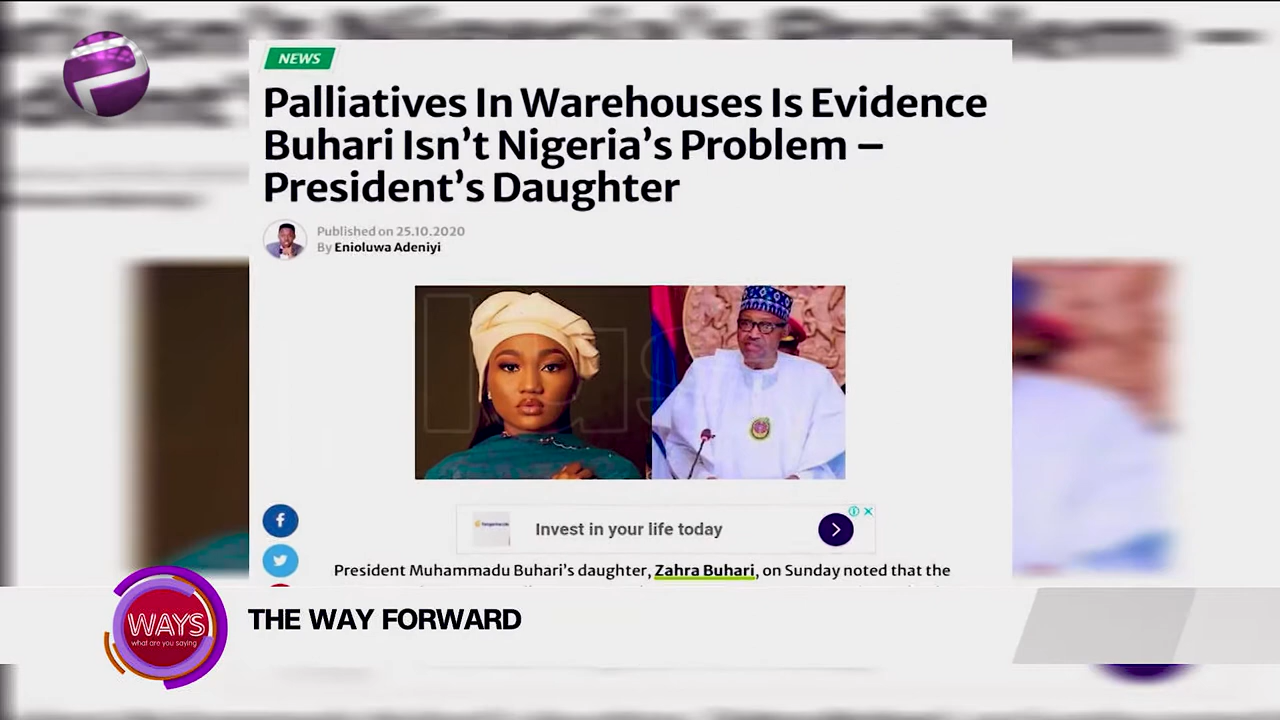 NEWS
Palliatives In Warehouses Is Evidence
Buhari Isn't Nigeria's Problem –
President's Daughter
Published on 25.10.2020
By Enioluwa Adeniyi
Invest in your life today
President Muhammadu Buhari's daughter, Zahra Buhari, on Sunday noted that the
WAYS
what are you saying
THE WAY FORWARD